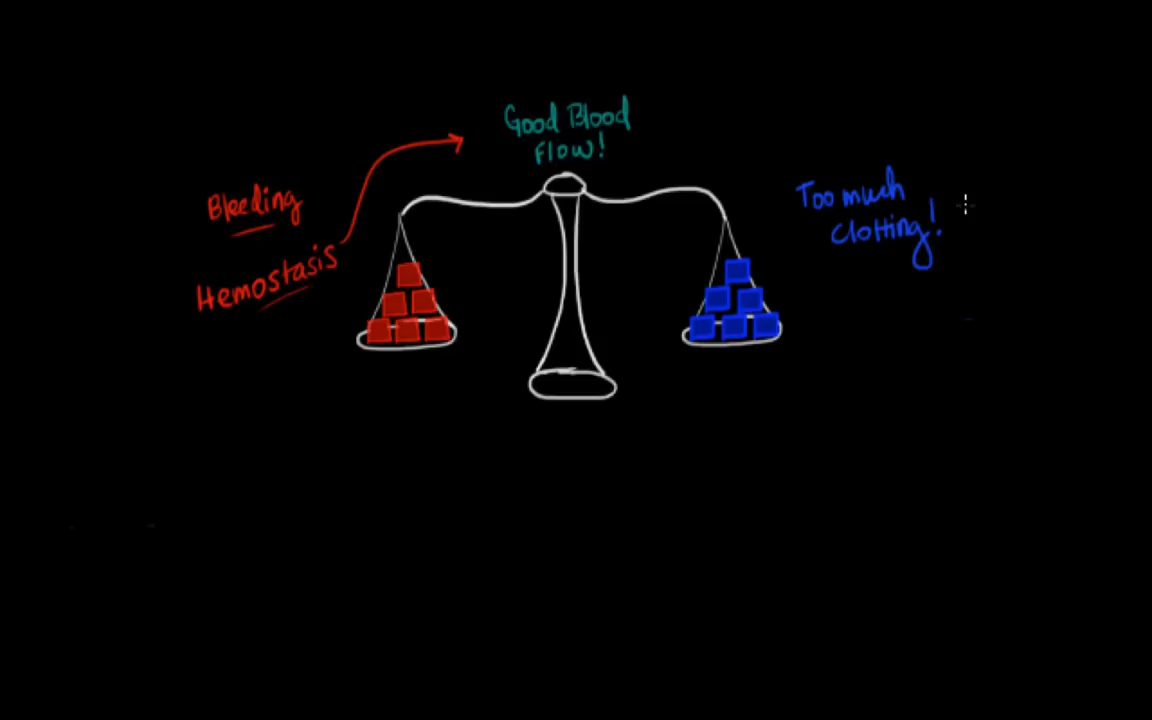 Good Blood
Flow!
Bleeding
Hemostasis
Too much
Clotting!